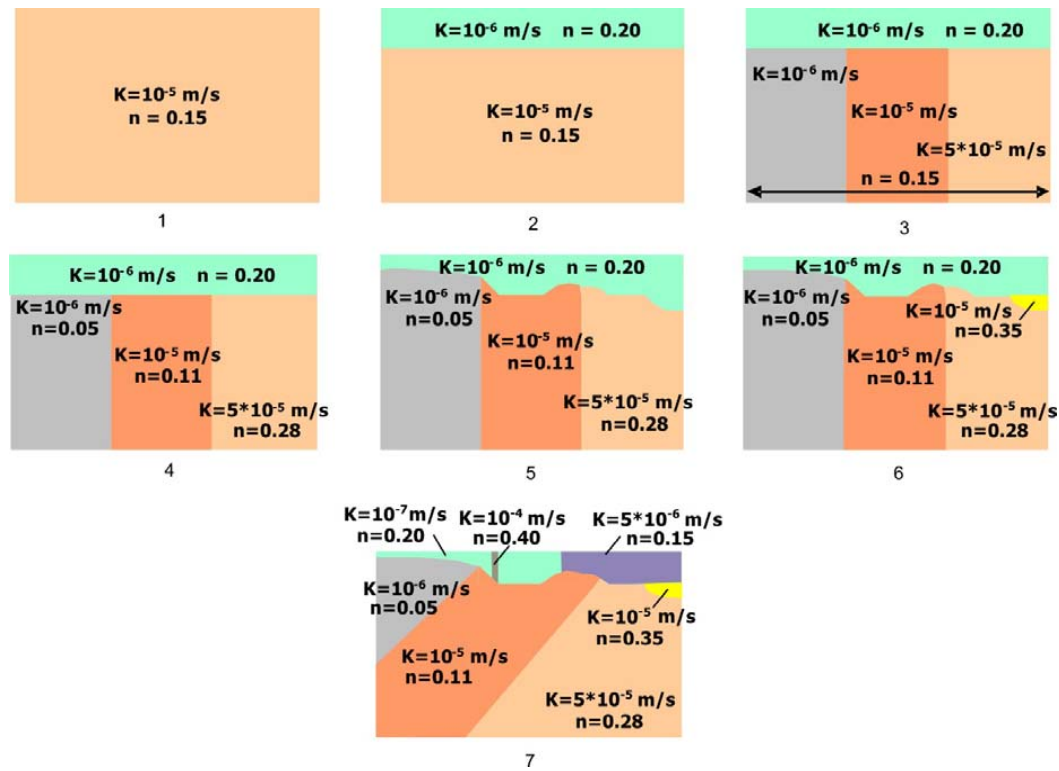 K=10⁻⁵ m/s
n = 0.15
1
K=10⁻⁶ m/s n = 0.20
K=10⁻⁵ m/s
n = 0.15
2
K=10⁻⁶ m/s n = 0.20
K=10⁻⁶ m/s
K=10⁻⁵ m/s
K=5*10⁻⁵ m/s
n = 0.15
3
K=10⁻⁶ m/s n = 0.20
K=10⁻⁶ m/s
n=0.05
K=10⁻⁵ m/s
n=0.11
K=5*10⁻⁵ m/s
n=0.28
4
K=10⁻⁶ m/s n = 0.20
K=10⁻⁶ m/s
n=0.05
K=10⁻⁵ m/s
n=0.11
K=5*10⁻⁵ m/s
n=0.28
5
K=10⁻⁶ m/s n = 0.20
K=10⁻⁶ m/s
n=0.05
K=10⁻⁵ m/s
n=0.35
K=10⁻⁵ m/s
n=0.11
K=5*10⁻⁵ m/s
n=0.28
6
K=10⁻⁷m/s
n=0.20
K=10⁻⁴ m/s
n=0.40
K=5*10⁻⁶ m/s
n=0.15
K=10⁻⁶ m/s
n=0.05
K=10⁻⁵ m/s
n=0.35
K=10⁻⁵ m/s
n=0.11
K=5*10⁻⁵ m/s
n=0.28
7